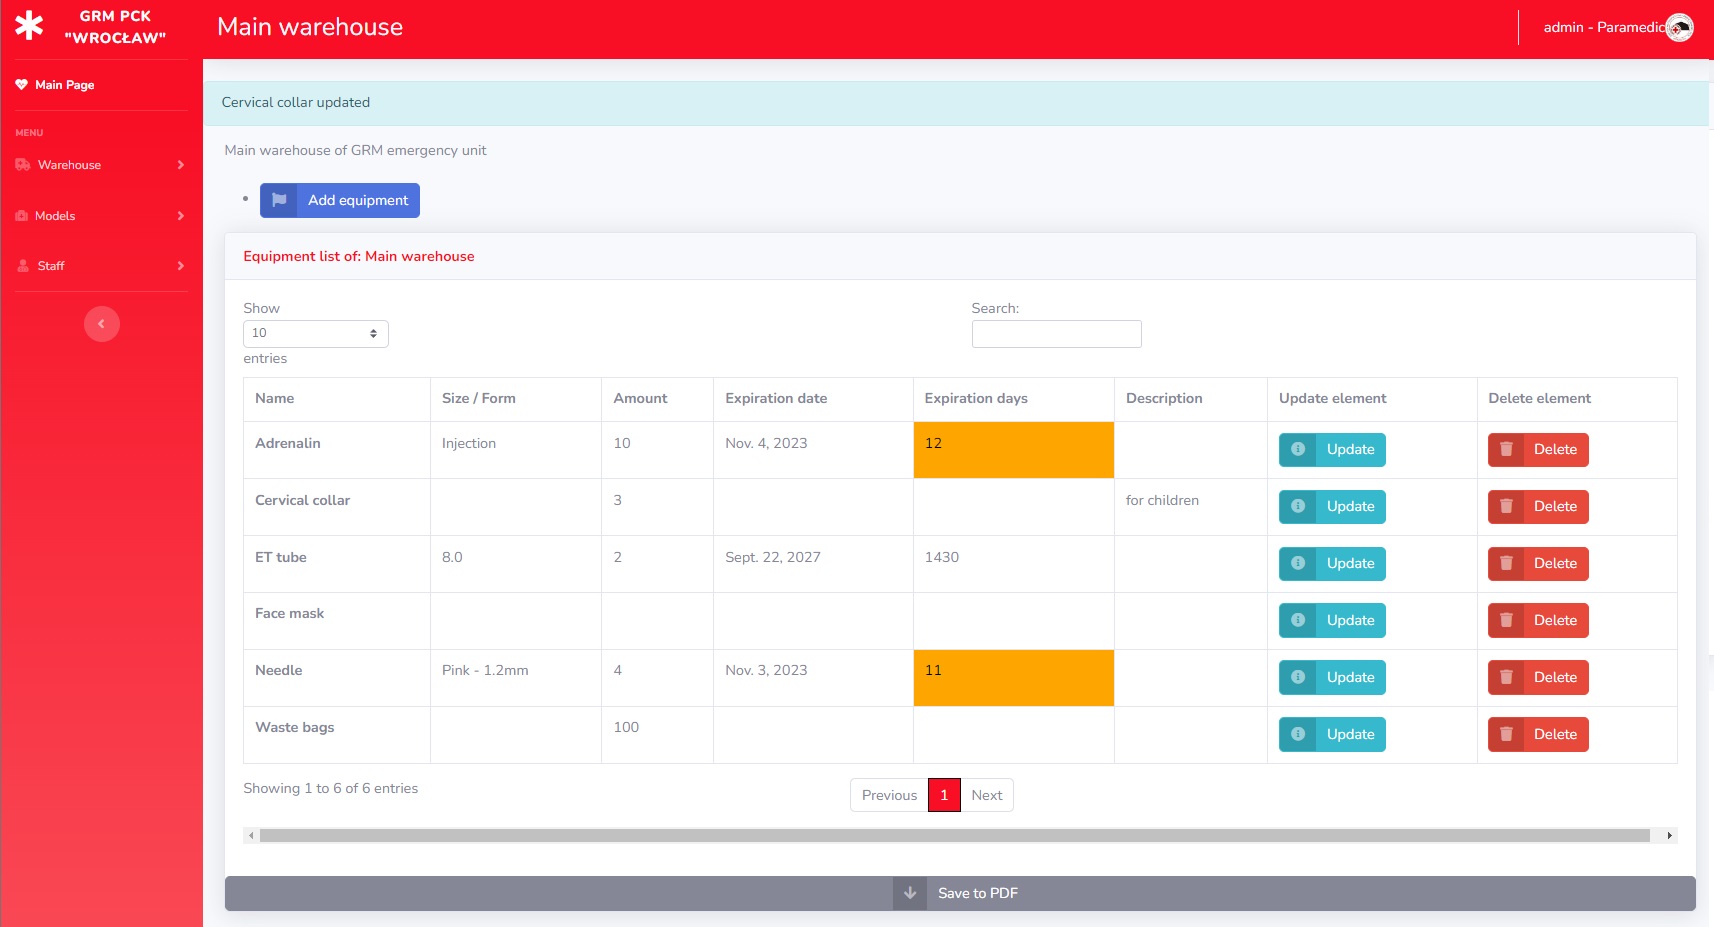 GRM PCK
"WROCŁAW"
Main warehouse
admin - Paramedic
Main Page
MENU
Warehouse
Models
Staff
Cervical collar updated
Main warehouse of GRM emergency unit
Add equipment
Equipment list of: Main warehouse
Show
10
entries
Search:
Name Size / Form Amount Expiration date Expiration days Description Update element Delete element
Adrenalin Injection 10 Nov. 4, 2023 12 Update Delete
Cervical collar 3 for children Update Delete
ET tube 8.0 2 Sept. 22, 2027 1430 Update Delete
Face mask Update Delete
Needle Pink - 1.2mm 4 Nov. 3, 2023 11 Update Delete
Waste bags 100 Update Delete
Showing 1 to 6 of 6 entries
Previous 1 Next
Save to PDF